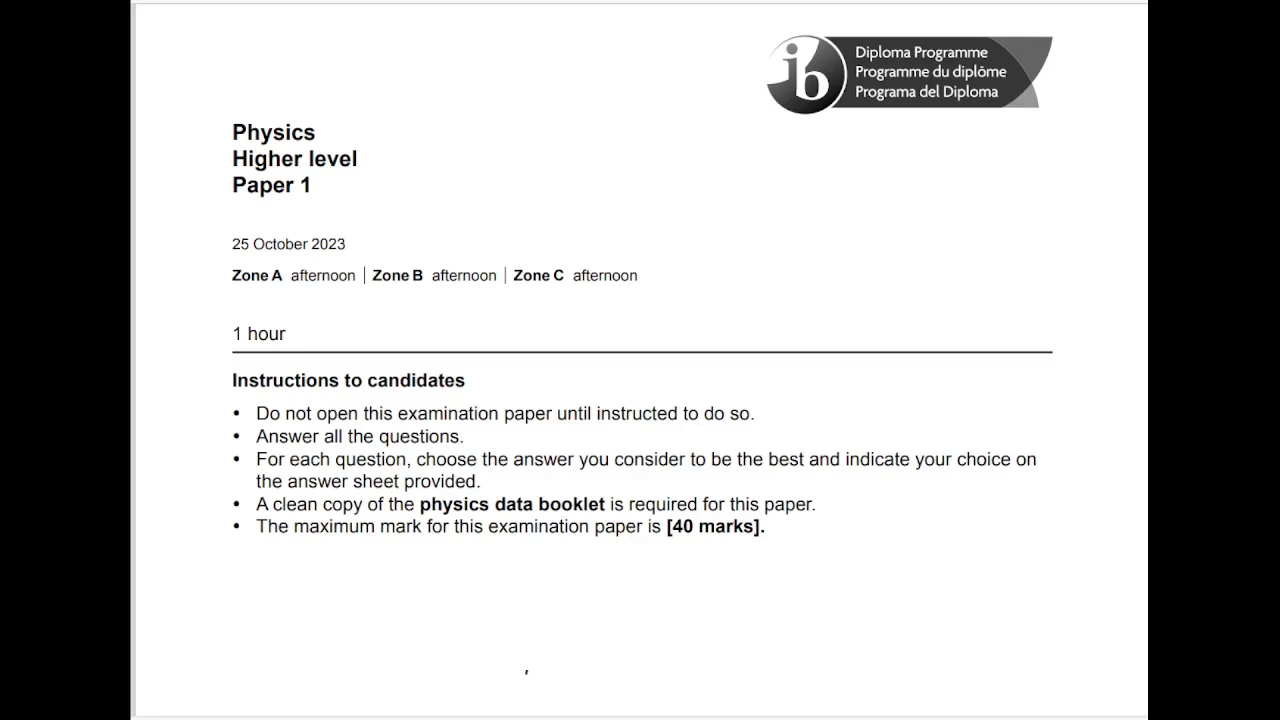 ib
Diploma Programme
Programme du diplôme
Programa del Diploma
Physics
Higher level
Paper 1
25 October 2023
Zone A afternoon | Zone B afternoon | Zone C afternoon
1 hour
Instructions to candidates
• Do not open this examination paper until instructed to do so.
• Answer all the questions.
• For each question, choose the answer you consider to be the best and indicate your choice on
the answer sheet provided.
• A clean copy of the physics data booklet is required for this paper.
• The maximum mark for this examination paper is [40 marks].